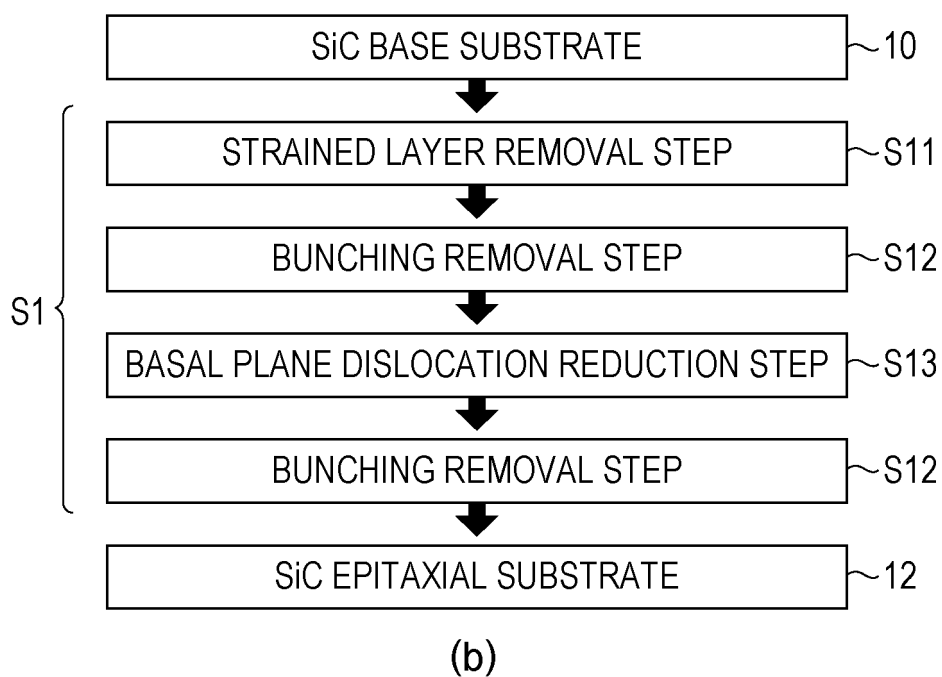 SiC BASE SUBSTRATE 10
STRAINED LAYER REMOVAL STEP S11
BUNCHING REMOVAL STEP S12
S1
BASAL PLANE DISLOCATION REDUCTION STEP S13
BUNCHING REMOVAL STEP S12
SiC EPITAXIAL SUBSTRATE 12
(b)